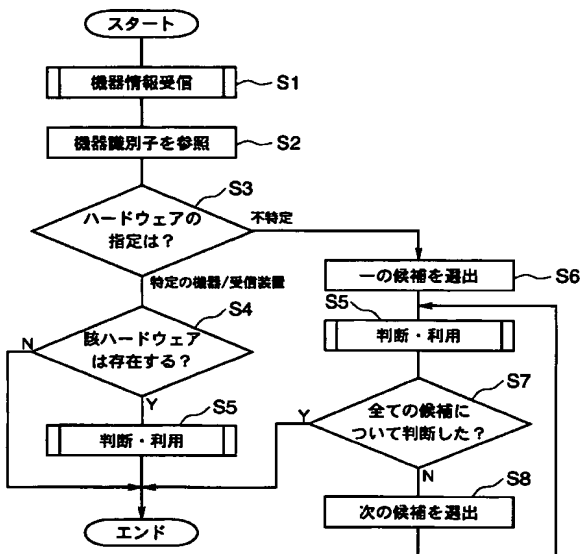 スタート
機器情報受信
S1
機器識別子を参照
S2
S3
ハードウェアの
指定は？
不特定
特定の機器/受信装置
一の候補を選出
S6
S4
該ハードウェア
は存在する？
N
Y
S5
判断・利用
S5
判断・利用
S7
全ての候補に
ついて判断した？
Y
N
S8
次の候補を選出
エンド